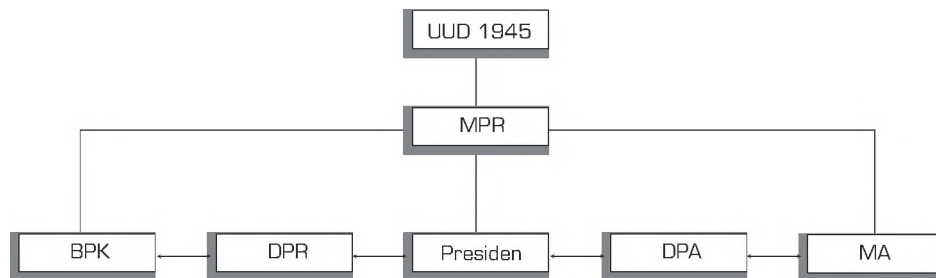 UUD 1945
MPR
BPK
DPR
Presiden
DPA
MA